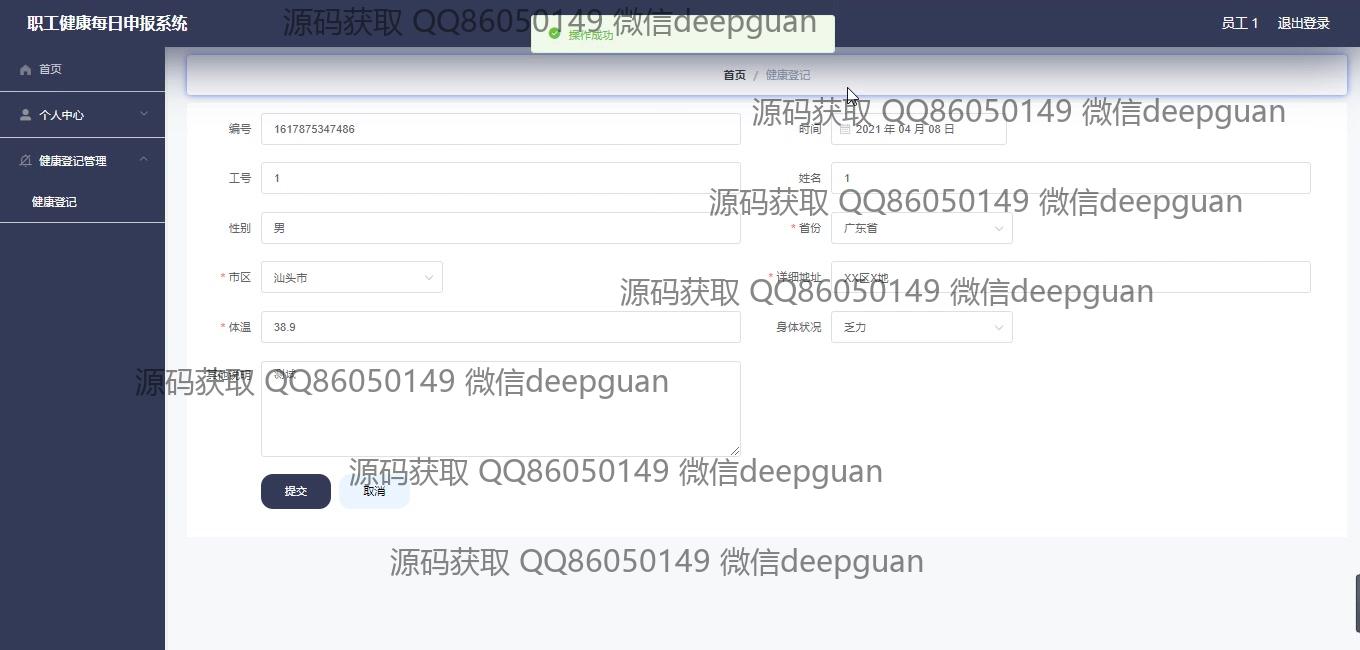 职工健康每日申报系统
源码获取 QQ86050149 微信deepguan
操作成功
员工 1 退出登录
首页
首页 / 健康登记
个人中心
源码获取 QQ86050149 微信deepguan
编号 1617875347486
时间 2021 年 04 月 08 日
健康登记管理
工号 1
姓名 1
健康登记
源码获取 QQ86050149 微信deepguan
性别 男
* 省份 广东省
* 市区 汕头市
* 详细地址 XX区X地
源码获取 QQ86050149 微信deepguan
* 体温 38.9
身体状况 乏力
其他说明 测试
源码获取 QQ86050149 微信deepguan
源码获取 QQ86050149 微信deepguan
提交 取消
源码获取 QQ86050149 微信deepguan